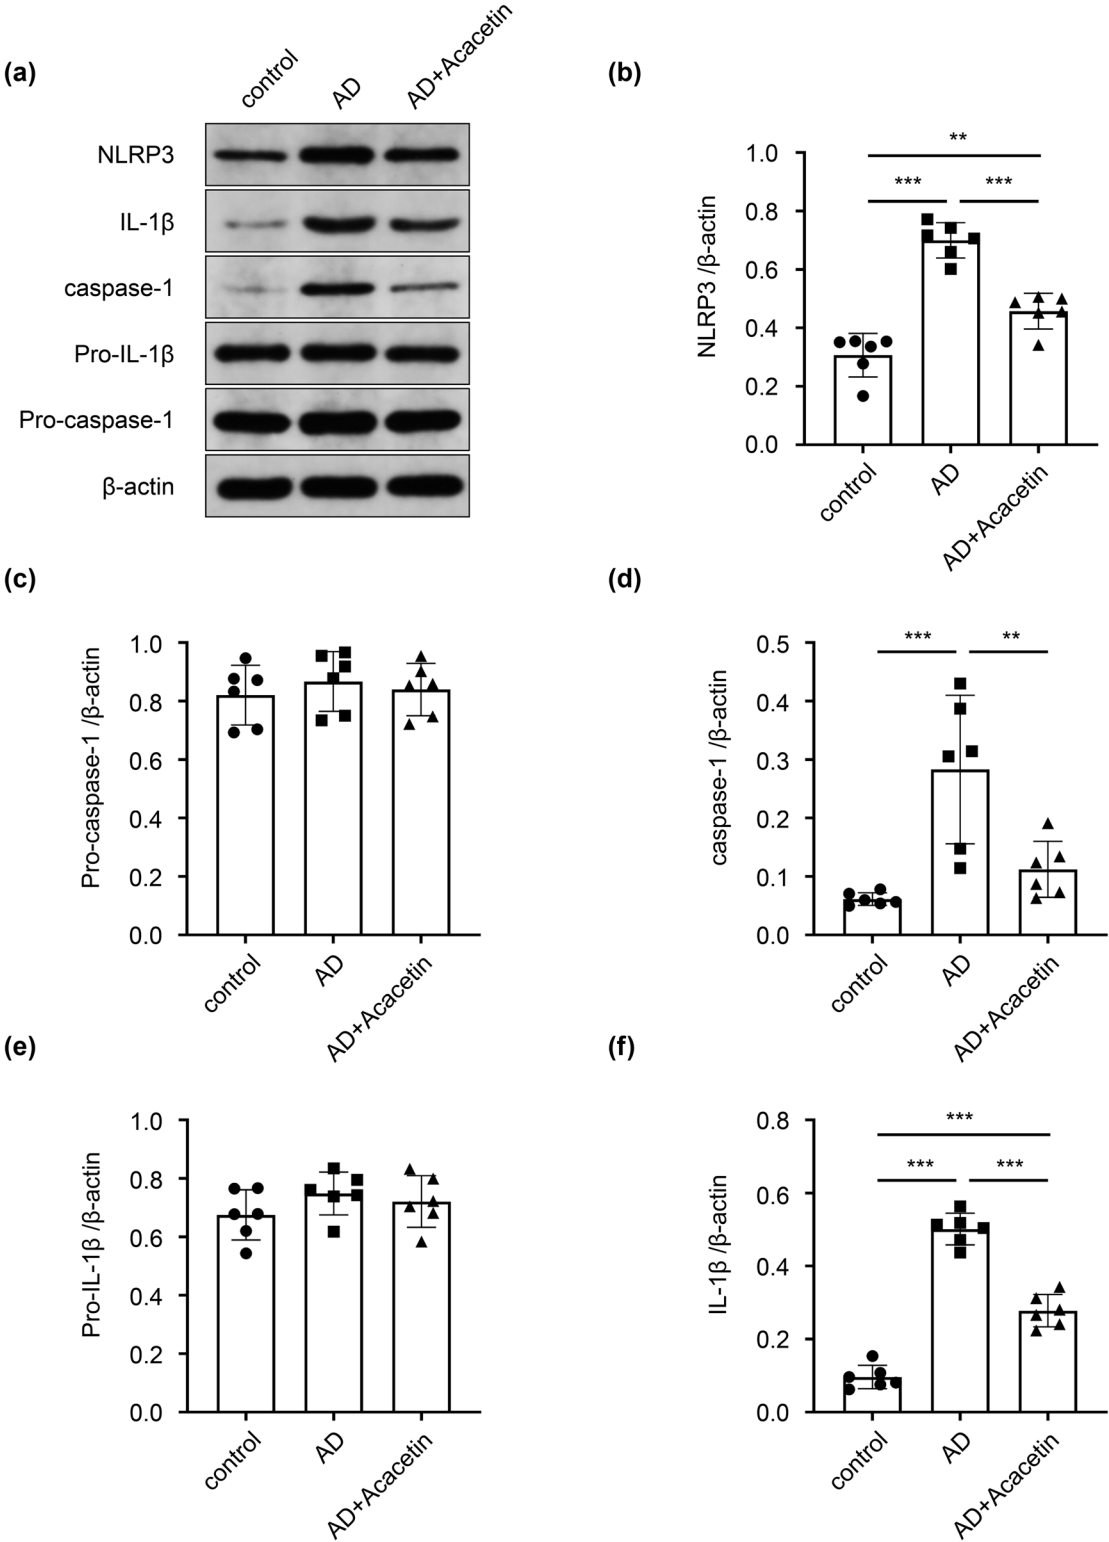 (a)
control
AD
AD+Acacetin
NLRP3
IL-1β
caspase-1
Pro-IL-1β
Pro-caspase-1
β-actin
(b)
**
***
***
NLRP3 /β-actin
1.0
0.8
0.6
0.4
0.2
0.0
control
AD
AD+Acacetin
(c)
Pro-caspase-1 /β-actin
1.0
0.8
0.6
0.4
0.2
0.0
control
AD
AD+Acacetin
(d)
***
**
caspase-1 /β-actin
0.5
0.4
0.3
0.2
0.1
0.0
control
AD
AD+Acacetin
(e)
Pro-IL-1β /β-actin
1.0
0.8
0.6
0.4
0.2
0.0
control
AD
AD+Acacetin
(f)
***
***
***
IL-1β /β-actin
0.8
0.6
0.4
0.2
0.0
control
AD
AD+Acacetin